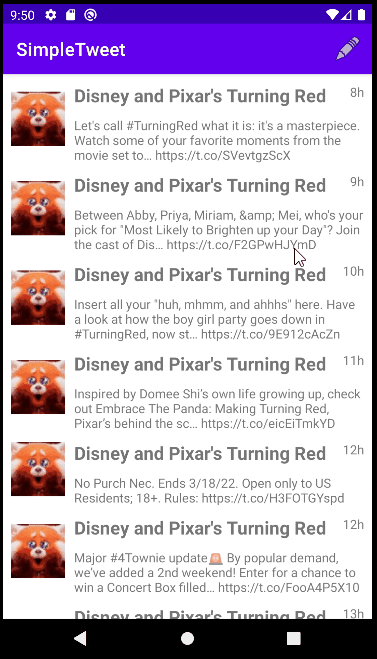 9:50
SimpleTweet
Disney and Pixar's Turning Red 8h
Let's call #TurningRed what it is: it's a masterpiece.
Watch some of your favorite moments from the
movie set to… https://t.co/SVevtgzScX
Disney and Pixar's Turning Red 9h
Between Abby, Priya, Miriam, &amp; Mei, who's your
pick for "Most Likely to Brighten up your Day"? Join
the cast of Dis… https://t.co/F2GPwHJYmD
Disney and Pixar's Turning Red 10h
Insert all your "huh, mhmm, and ahhhs" here. Have
a look at how the boy girl party goes down in
#TurningRed, now st… https://t.co/9E912cAcZn
Disney and Pixar's Turning Red 11h
Inspired by Domee Shi's own life growing up, check
out Embrace The Panda: Making Turning Red,
Pixar's behind the sc… https://t.co/eicEiTmkYD
Disney and Pixar's Turning Red 12h
No Purch Nec. Ends 3/18/22. Open only to US
Residents; 18+. Rules: https://t.co/H3FOTGYspd
Disney and Pixar's Turning Red 12h
Major #4Townie update🚨 By popular demand,
we've added a 2nd weekend! Enter for a chance to
win a Concert Box filled… https://t.co/FooA4P5X10
Disney and Pixar's Turning Red 13h